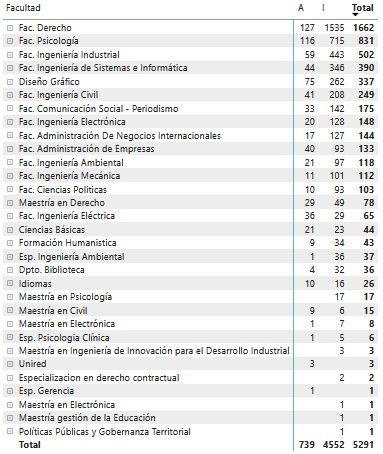 Facultad A I Total
Fac. Derecho 127 1535 1662
Fac. Psicología 116 715 831
Fac. Ingeniería Industrial 59 443 502
Fac. Ingeniería de Sistemas e Informática 44 346 390
Diseño Gráfico 75 262 337
Fac. Ingeniería Civil 41 208 249
Fac. Comunicación Social - Periodismo 33 142 175
Fac. Ingeniería Electrónica 20 128 148
Fac. Administración De Negocios Internacionales 17 127 144
Fac. Administración de Empresas 40 93 133
Fac. Ingeniería Ambiental 21 97 118
Fac. Ingeniería Mecánica 11 101 112
Fac. Ciencias Politicas 10 93 103
Maestría en Derecho 29 49 78
Fac. Ingeniería Eléctrica 36 29 65
Ciencias Básicas 21 23 44
Formación Humanistica 9 34 43
Esp. Ingeniería Ambiental 1 36 37
Dpto. Biblioteca 4 32 36
Idiomas 10 16 26
Maestría en Psicología 17 17
Maestría en Civil 9 6 15
Maestría en Electrónica 1 7 8
Esp. Psicologia Clínica 1 5 6
Maestría en Ingeniería de Innovación para el Desarrollo Industrial 3 3
Unired 3 3
Especializacion en derecho contractual 2 2
Esp. Gerencia 1 1
Maestría en Electrónica 1 1
Maestría gestión de la Educación 1 1
Políticas Públicas y Gobernanza Territorial 1 1
Total 739 4552 5291